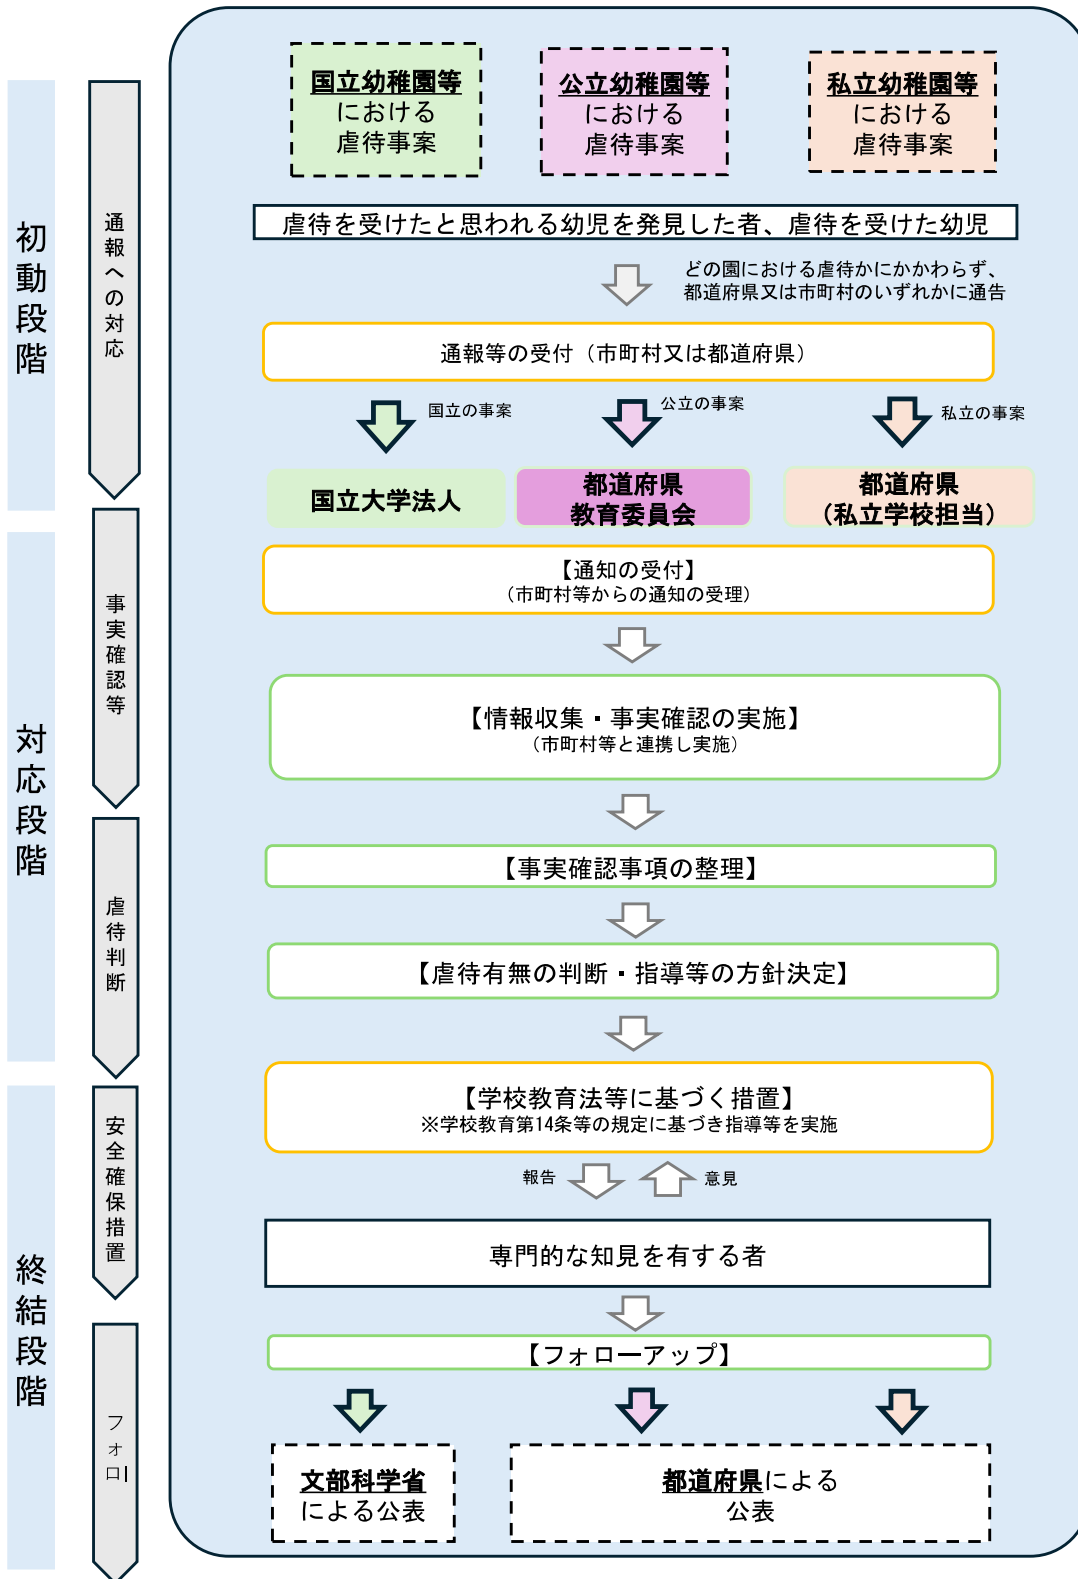 国立幼稚園等
における
虐待事案
公立幼稚園等
における
虐待事案
私立幼稚園等
における
虐待事案
初動段階
通報への対応
虐待を受けたと思われる幼児を発見した者、虐待を受けた幼児
どの園における虐待かにかかわらず、
都道府県又は市町村のいずれかに通告
通報等の受付（市町村又は都道府県）
国立の事案
公立の事案
私立の事案
国立大学法人
都道府県
教育委員会
都道府県
（私立学校担当）
対応段階
事実確認等
【通知の受付】
（市町村等からの通知の受理）
【情報収集・事実確認の実施】
（市町村等と連携し実施）
【事実確認事項の整理】
虐待判断
【虐待有無の判断・指導等の方針決定】
終結段階
安全確保措置
【学校教育法等に基づく措置】
※学校教育第14条等の規定に基づき指導等を実施
報告
意見
専門的な知見を有する者
フォロー
【フォローアップ】
文部科学省
による公表
都道府県による
公表